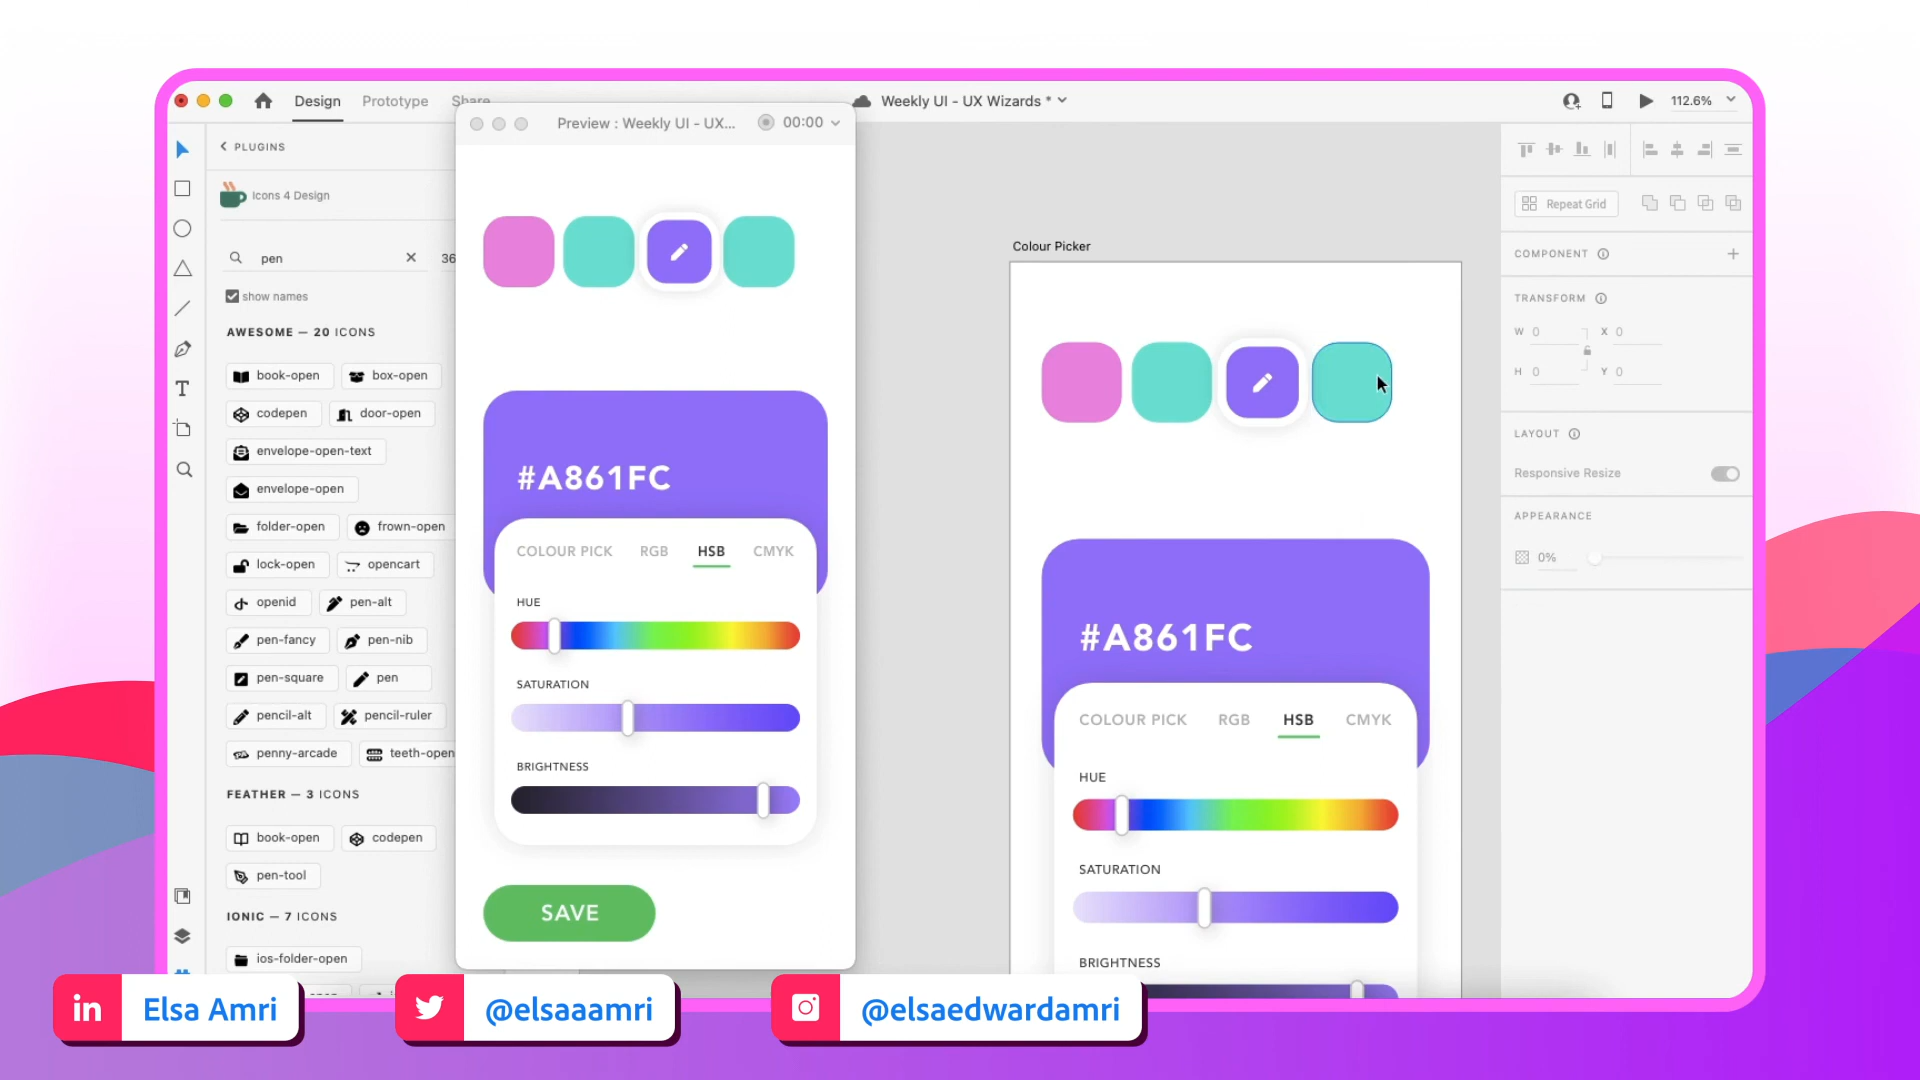 Design
Prototype
Share
Weekly UI - UX Wizards *
112.6%
Preview : Weekly UI - UX...
00:00
PLUGINS
Icons 4 Design
pen
36
show names
AWESOME — 20 ICONS
book-open
box-open
codepen
door-open
envelope-open-text
envelope-open
folder-open
frown-open
lock-open
opencart
openid
pen-alt
pen-fancy
pen-nib
pen-square
pen
pencil-alt
pencil-ruler
penny-arcade
teeth-open
FEATHER — 3 ICONS
book-open
codepen
pen-tool
IONIC — 7 ICONS
ios-folder-open
#A861FC
COLOUR PICK
RGB
HSB
CMYK
HUE
SATURATION
BRIGHTNESS
SAVE
Colour Picker
#A861FC
COLOUR PICK
RGB
HSB
CMYK
HUE
SATURATION
BRIGHTNESS
Repeat Grid
COMPONENT
TRANSFORM
W 0
X 0
H 0
Y 0
LAYOUT
Responsive Resize
APPEARANCE
0%
in
Elsa Amri
@elsaaamri
@elsaedwardamri